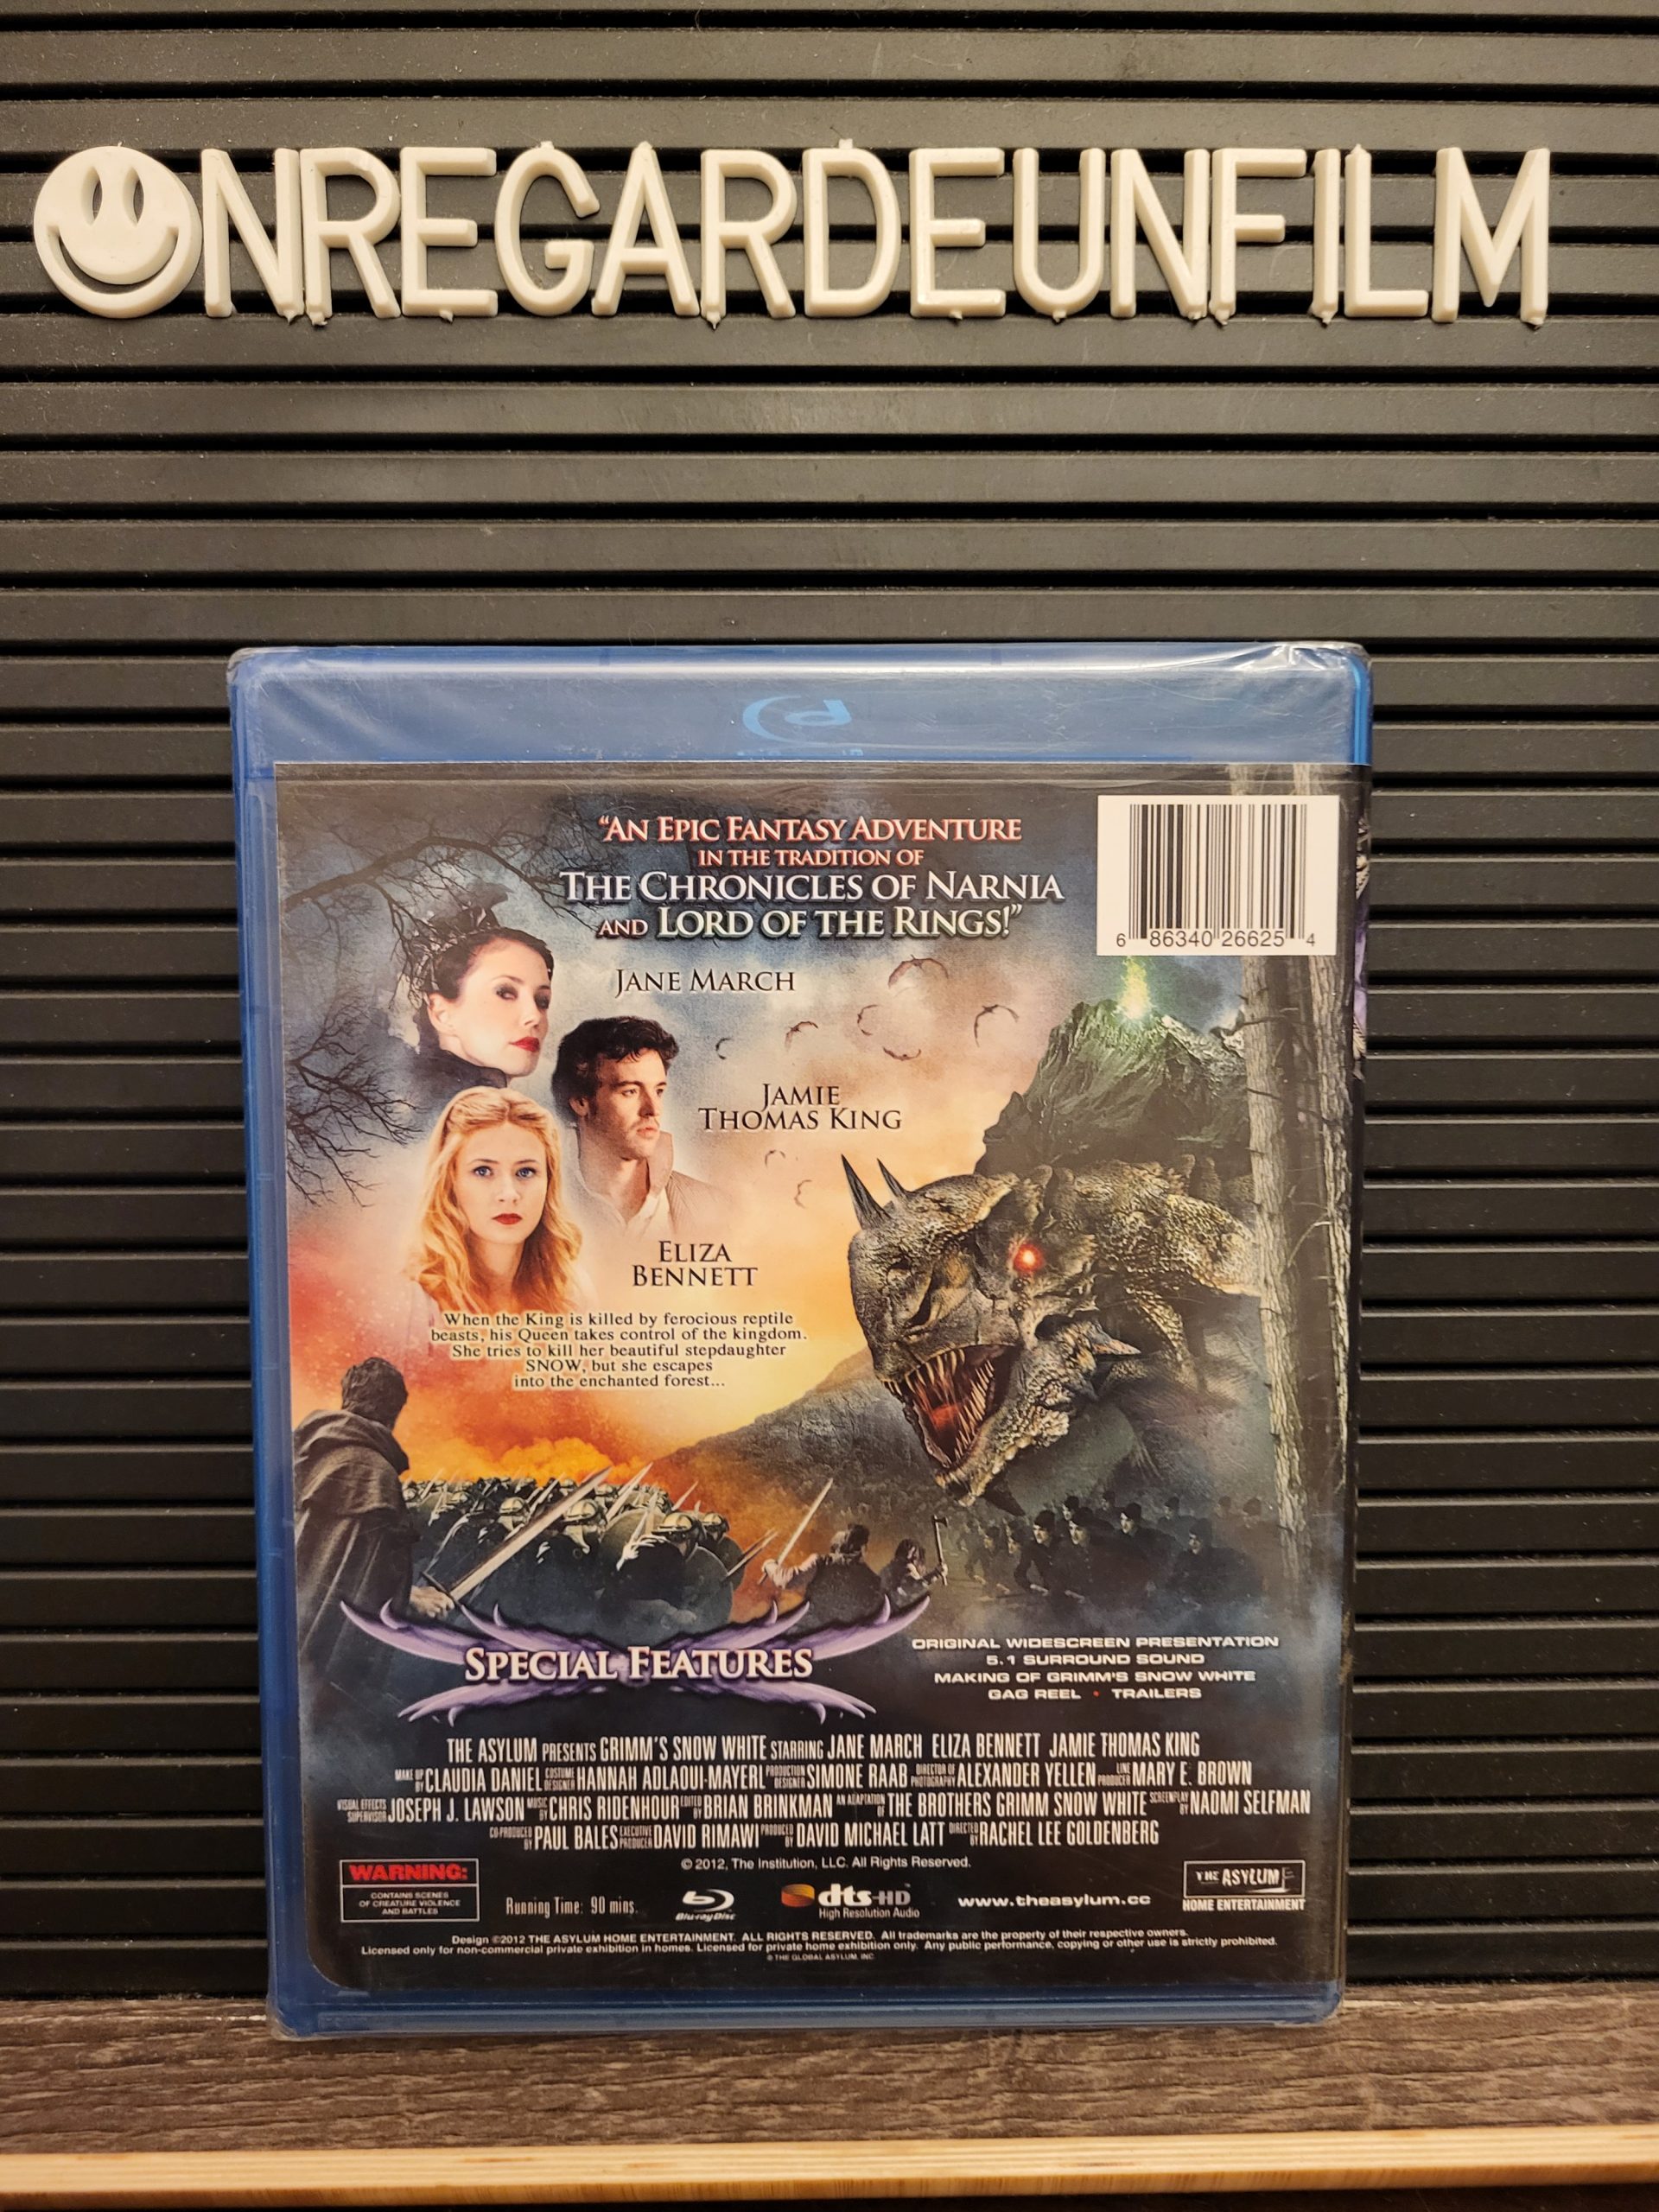 NREGARDEUNFILM
"AN EPIC FANTASY ADVENTURE
IN THE TRADITION OF
THE CHRONICLES OF NARNIA
AND LORD OF THE RINGS!"
6 86340 26625 4
JANE MARCH
JAMIE
THOMAS KING
ELIZA
BENNETT
When the King is killed by ferocious reptile
beasts, his Queen takes control of the kingdom.
She tries to kill her beautiful stepdaughter
SNOW, but she escapes
into the enchanted forest...
SPECIAL FEATURES
ORIGINAL WIDESCREEN PRESENTATION
5.1 SURROUND SOUND
MAKING OF GRIMM'S SNOW WHITE
GAG REEL • TRAILERS
THE ASYLUM PRESENTS GRIMM'S SNOW WHITE STARRING JANE MARCH ELIZA BENNETT JAMIE THOMAS KING
MAKE UP BY CLAUDIA DANIEL COSTUME DESIGNER HANNAH ADLAOUI-MAYERL PRODUCTION DESIGNER SIMONE RAAB DIRECTOR OF PHOTOGRAPHY ALEXANDER YELLEN LINE PRODUCER MARY E. BROWN
VISUAL EFFECTS SUPERVISOR JOSEPH J. LAWSON MUSIC BY CHRIS RIDENHOUR EDITED BY BRIAN BRINKMAN AN ADAPTATION OF THE BROTHERS GRIMM SNOW WHITE SCREENPLAY BY NAOMI SELFMAN
CO-PRODUCED BY PAUL BALES EXECUTIVE PRODUCER DAVID RIMAWI PRODUCED BY DAVID MICHAEL LATT DIRECTED BY RACHEL LEE GOLDENBERG
© 2012, The Institution, LLC. All Rights Reserved.
WARNING:
CONTAINS SCENES
OF CREATURE VIOLENCE
AND BATTLES
Running Time: 90 mins.
Blu-ray Disc
dts-HD
High Resolution Audio
www.theasylum.cc
THE ASYLUM
HOME ENTERTAINMENT
Design ©2012 THE ASYLUM HOME ENTERTAINMENT. ALL RIGHTS RESERVED. All trademarks are the property of their respective owners.
Licensed only for non-commercial private exhibition in homes. Licensed for private home exhibition only. Any public performance, copying or other use is strictly prohibited.
© THE GLOBAL ASYLUM, INC.